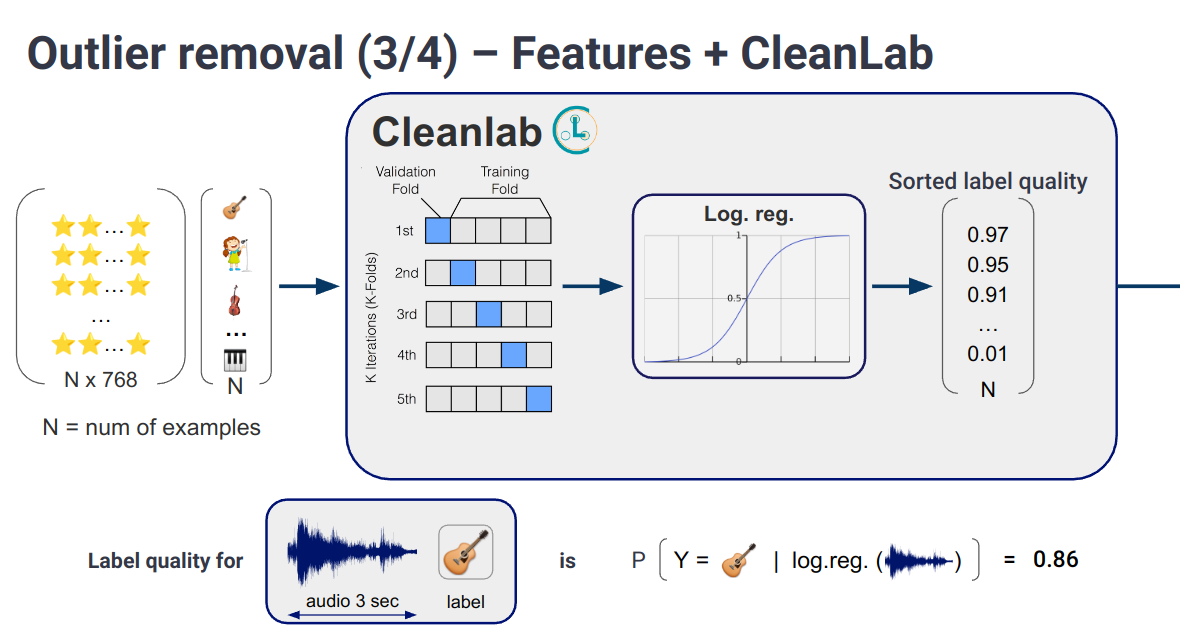 Outlier removal (3/4) – Features + CleanLab
Cleanlab
Validation
Fold
Training
Fold
K Iterations (K-Folds)
1st
2nd
3rd
4th
5th
Log. reg.
1
0.5
0
Sorted label quality
0.97
0.95
0.91
...
0.01
N
...
...
...
...
...
N x 768
...
N
N = num of examples
Label quality for
audio 3 sec
label
is
P [ Y = | log.reg. ( ) ] = 0.86